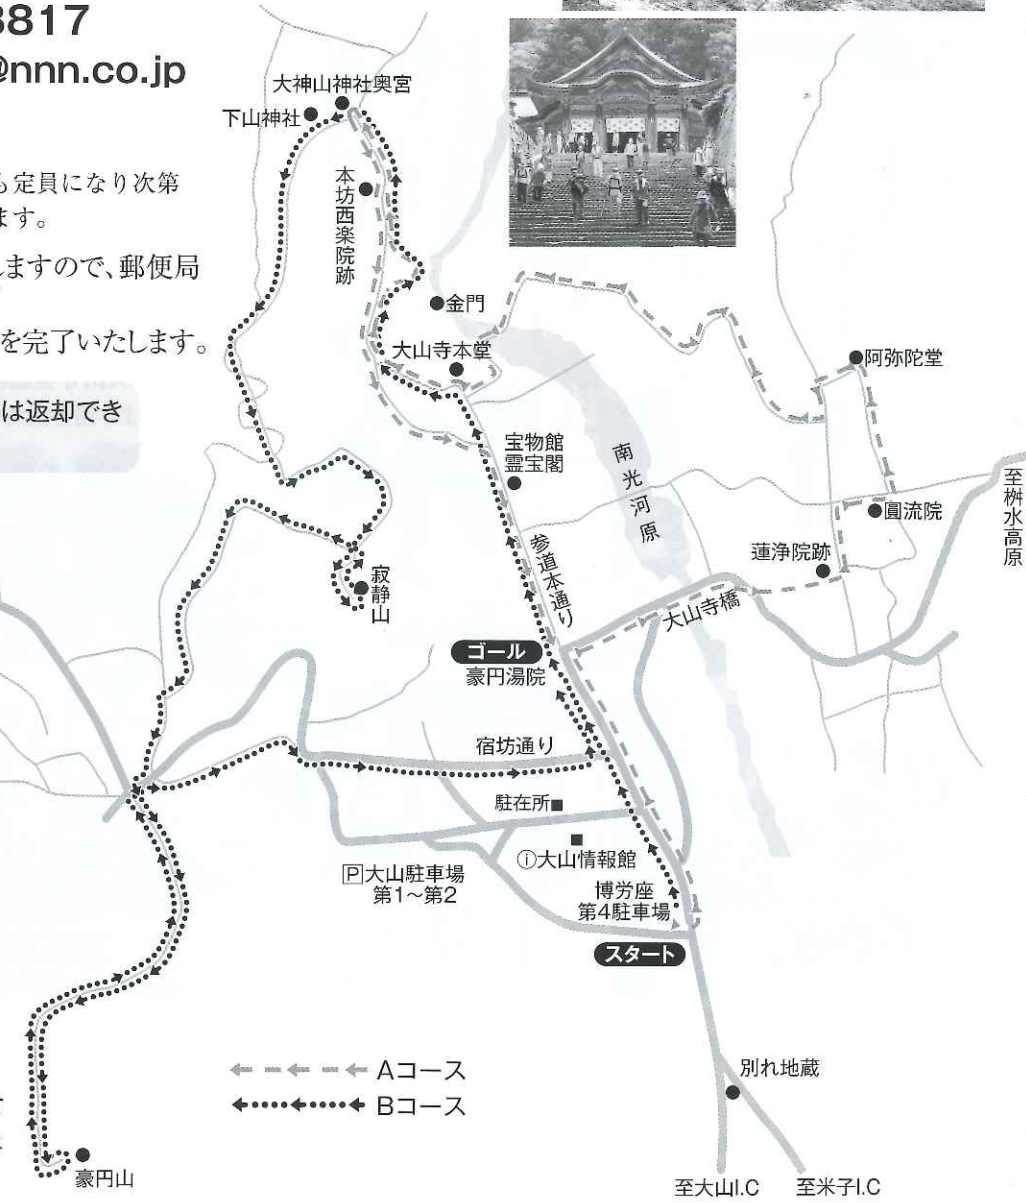 3817
@nnn.co.jp
も定員になり次第
ます。
しますので、郵便局
を完了いたします。
は返却でき
大神山神社奥宮
下山神社
本坊西楽院跡
金門
大山寺本堂
阿弥陀堂
宝物館
霊宝閣
南光河原
至桝水高原
圓流院
蓮浄院跡
参道本通り
大山寺橋
寂静山
ゴール
豪円湯院
宿坊通り
駐在所
ⓘ大山情報館
🄿大山駐車場
第1〜第2
博労座
第4駐車場
スタート
Aコース
Bコース
別れ地蔵
豪円山
至大山I.C
至米子I.C